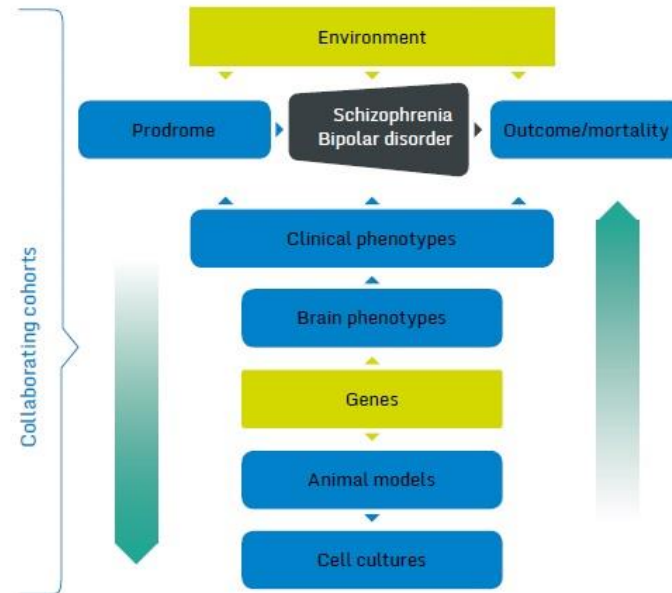 Environment
Prodrome
Schizophrenia
Bipolar disorder
Outcome/mortality
Clinical phenotypes
Brain phenotypes
Genes
Animal models
Cell cultures
Collaborating cohorts